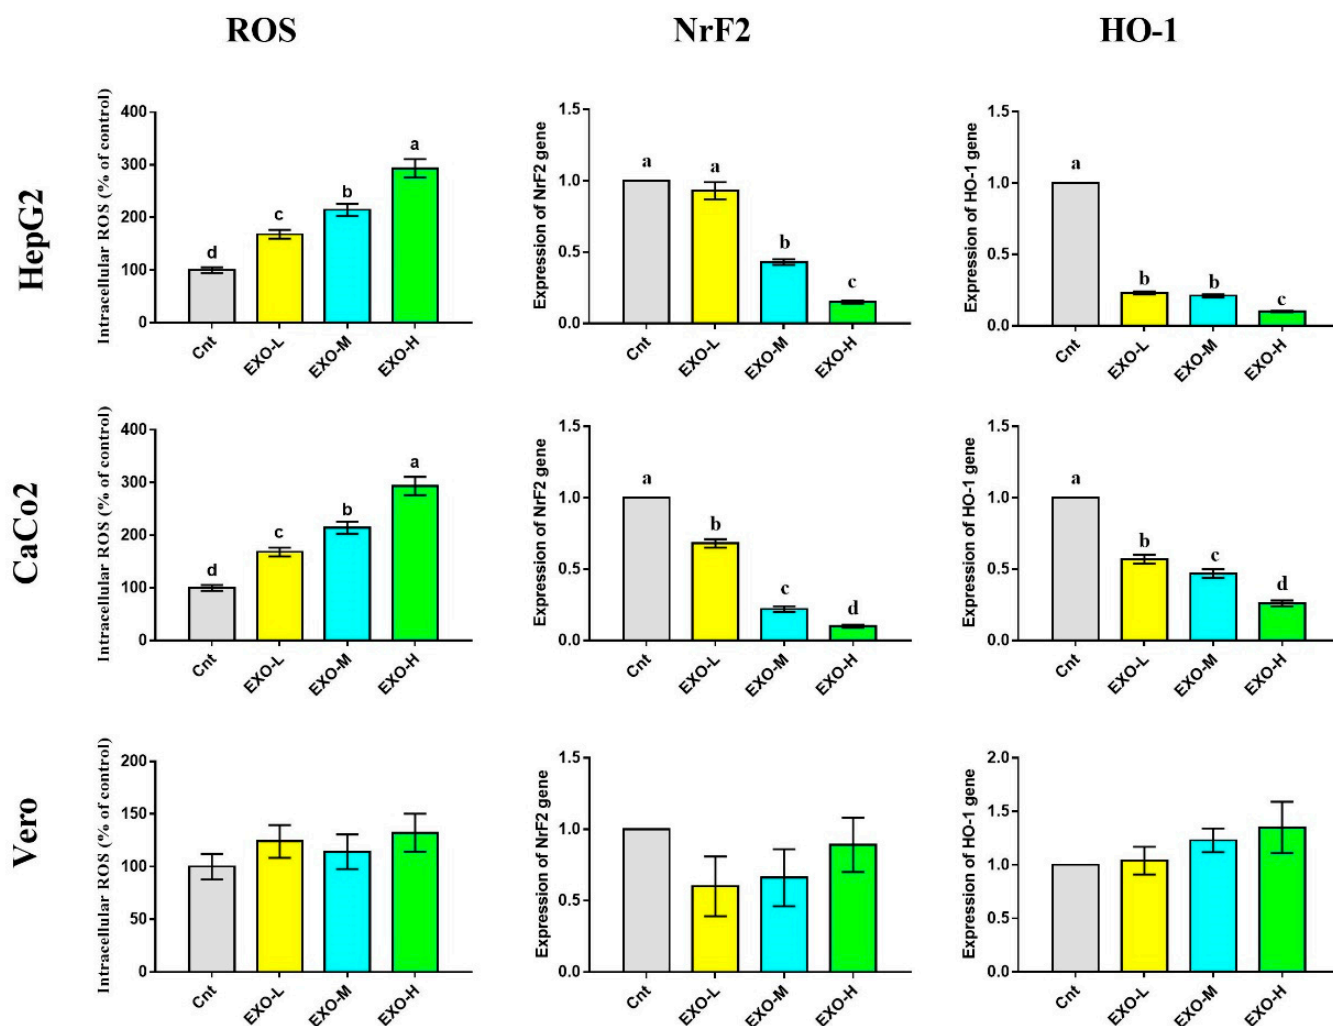 ROS NrF2 HO-1
HepG2
Intracellular ROS (% of control)
400
300
200
100
0
d
c
b
a
Cnt EXO-L EXO-M EXO-H
Expression of NrF2 gene
1.5
1.0
0.5
0.0
a
a
b
c
Cnt EXO-L EXO-M EXO-H
Expression of HO-1 gene
1.5
1.0
0.5
0.0
a
b
b
c
Cnt EXO-L EXO-M EXO-H
CaCo2
Intracellular ROS (% of control)
400
300
200
100
0
d
c
b
a
Cnt EXO-L EXO-M EXO-H
Expression of NrF2 gene
1.5
1.0
0.5
0.0
a
b
c
d
Cnt EXO-L EXO-M EXO-H
Expression of HO-1 gene
1.5
1.0
0.5
0.0
a
b
c
d
Cnt EXO-L EXO-M EXO-H
Vero
Intracellular ROS (% of control)
200
150
100
50
0
Cnt EXO-L EXO-M EXO-H
Expression of NrF2 gene
1.5
1.0
0.5
0.0
Cnt EXO-L EXO-M EXO-H
Expression of HO-1 gene
2.0
1.5
1.0
0.5
0.0
Cnt EXO-L EXO-M EXO-H